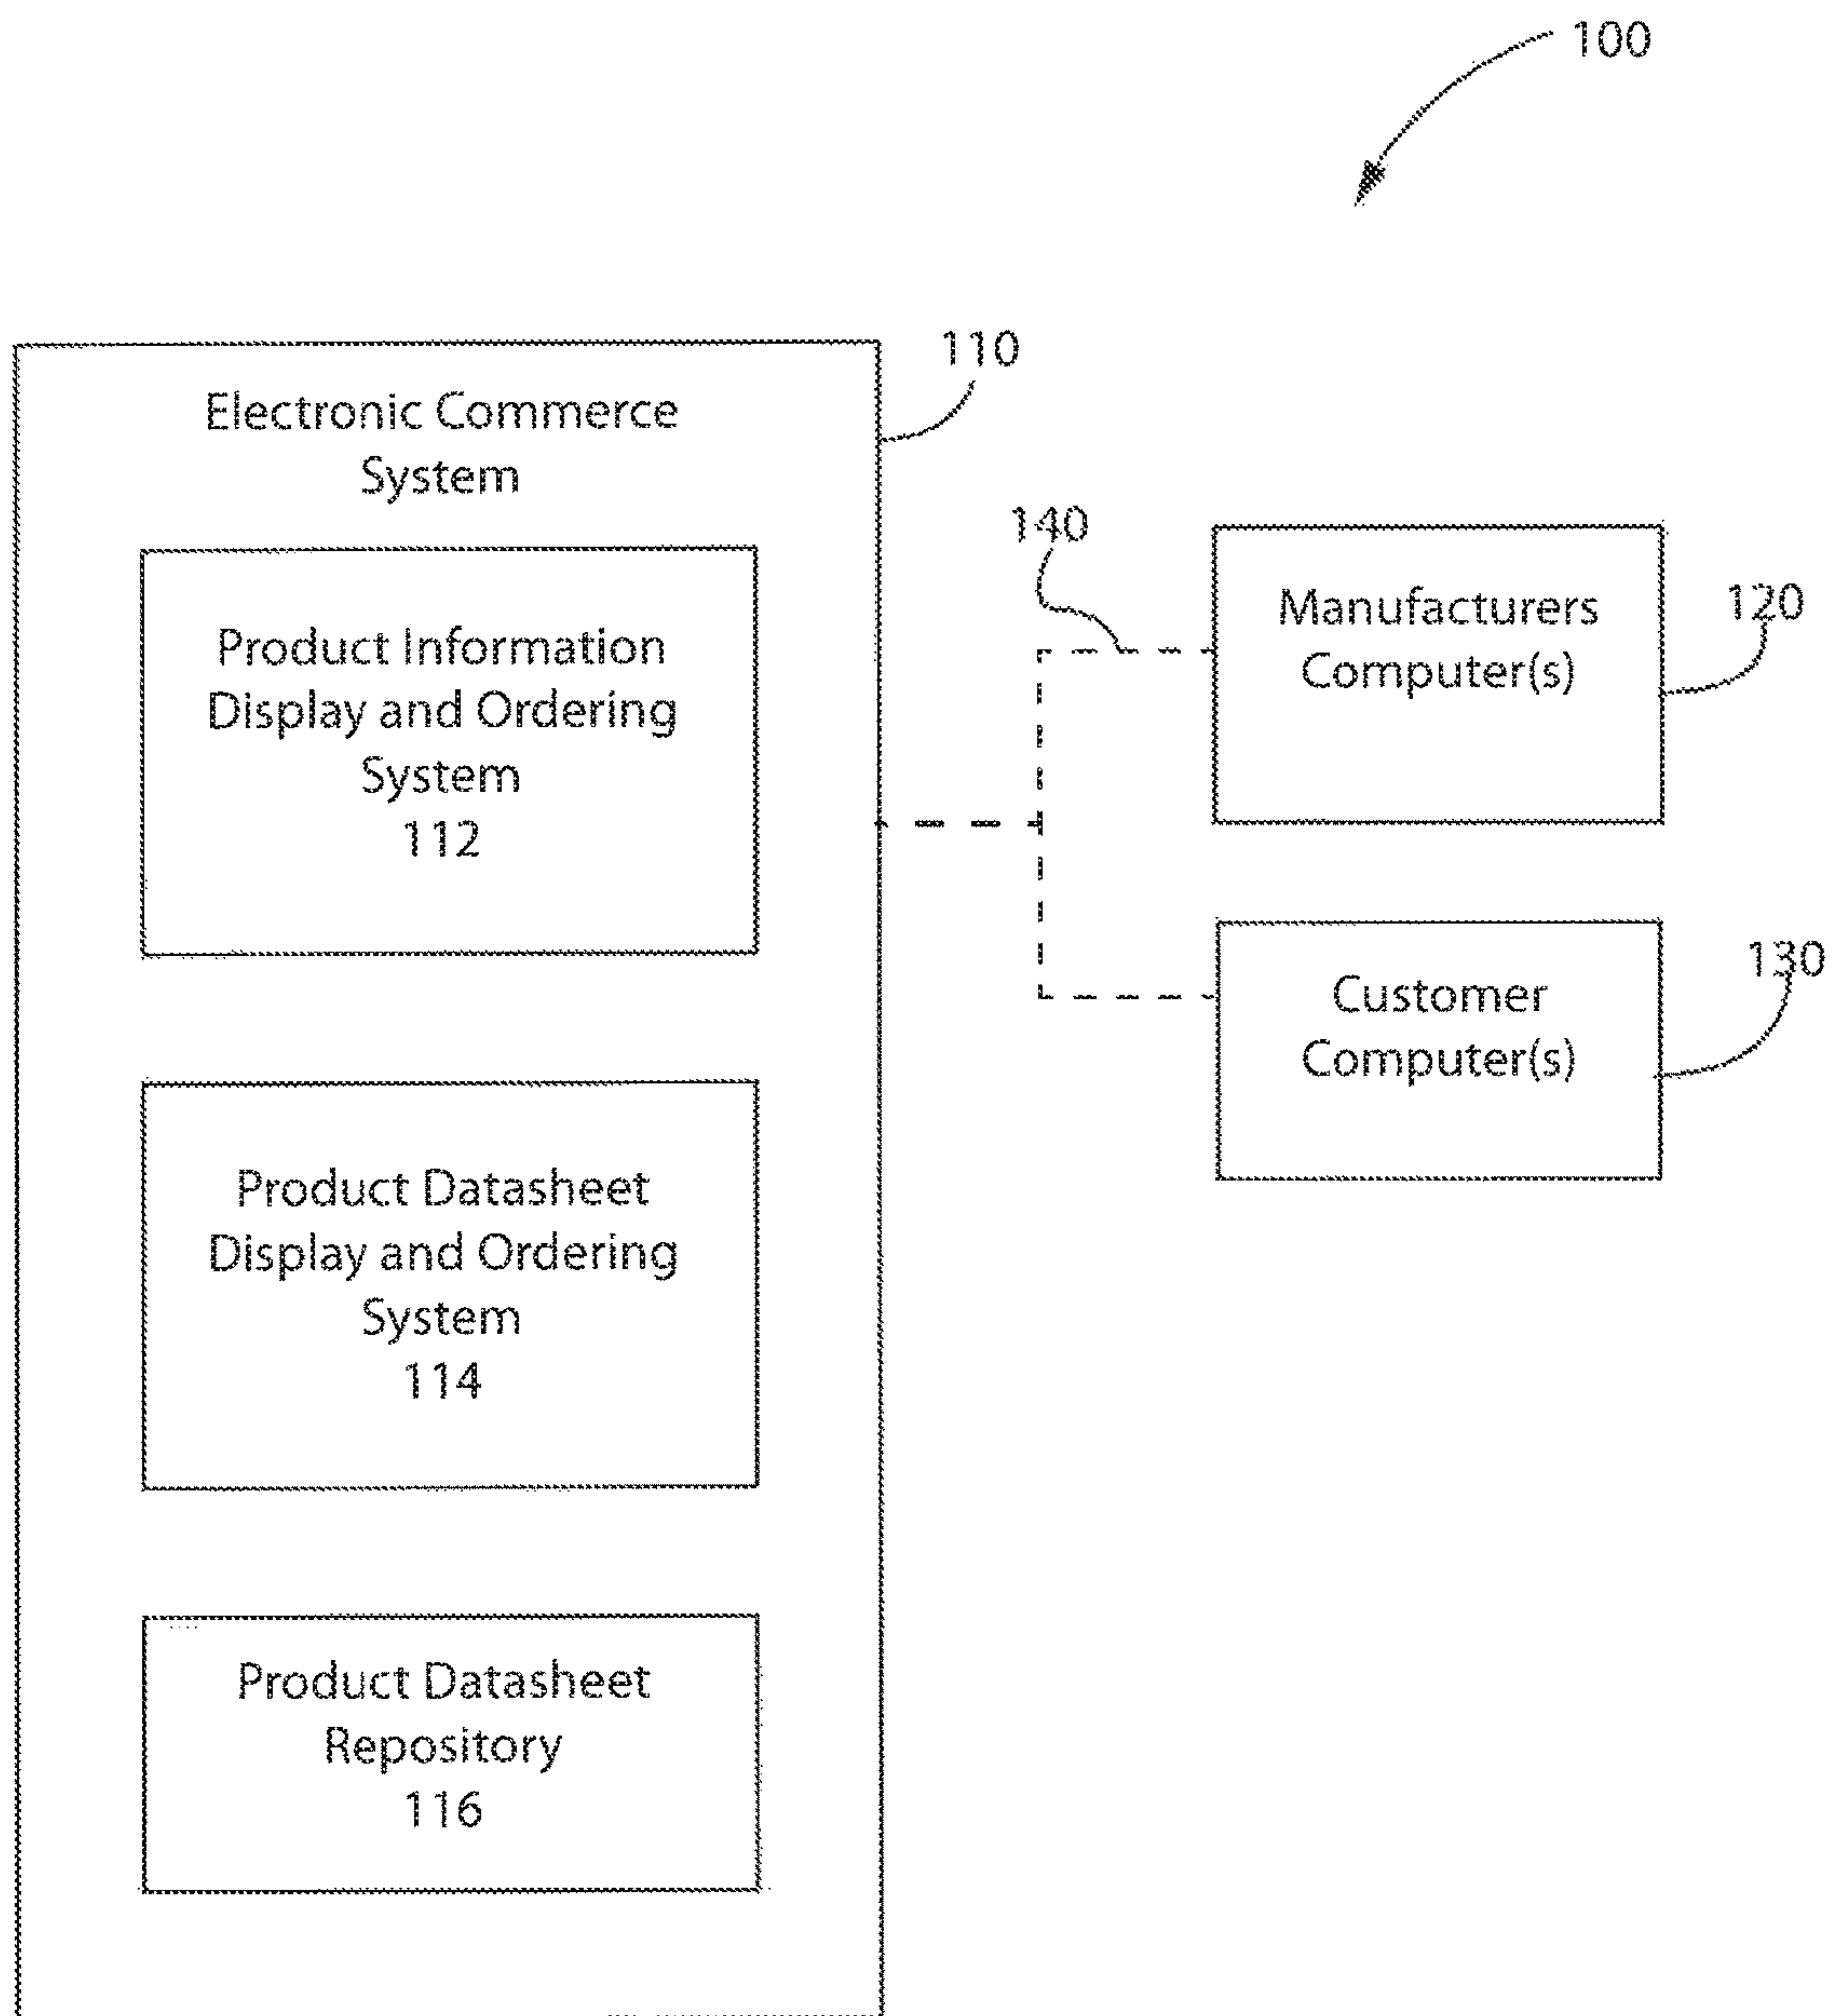 100
110
Electronic Commerce
System
Product Information
Display and Ordering
System
112
Product Datasheet
Display and Ordering
System
114
Product Datasheet
Repository
116
140
Manufacturers
Computer(s)
120
Customer
Computer(s)
130